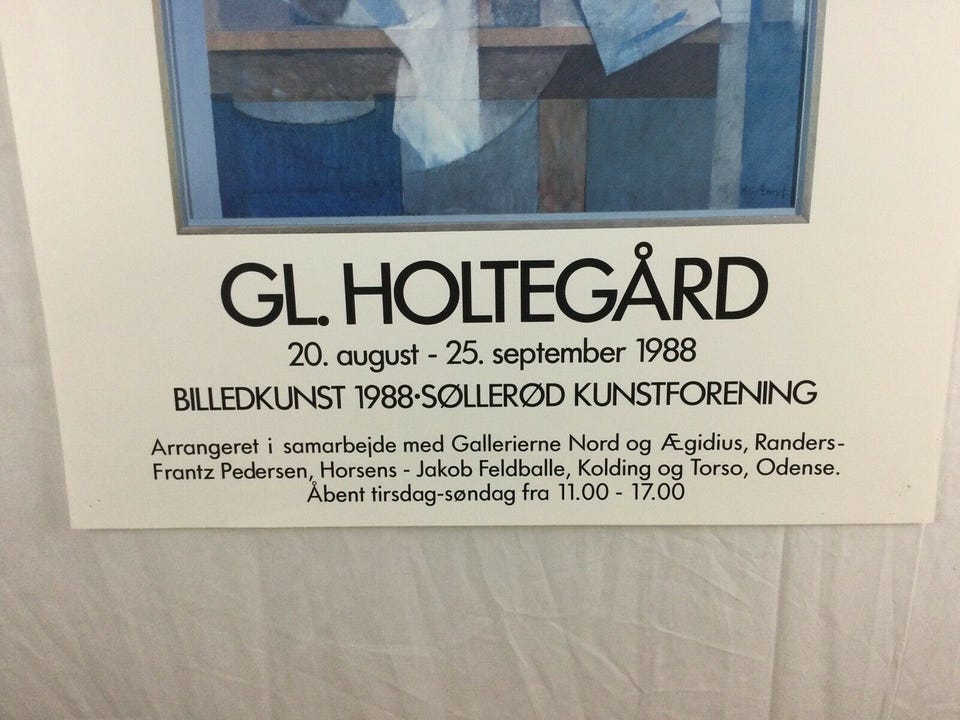 GL. HOLTEGÅRD
20. august - 25. september 1988
BILLEDKUNST 1988·SØLLERØD KUNSTFORENING
Arrangeret i samarbejde med Gallerierne Nord og Ægidius, Randers-
Frantz Pedersen, Horsens - Jakob Feldballe, Kolding og Torso, Odense.
Åbent tirsdag-søndag fra 11.00 - 17.00